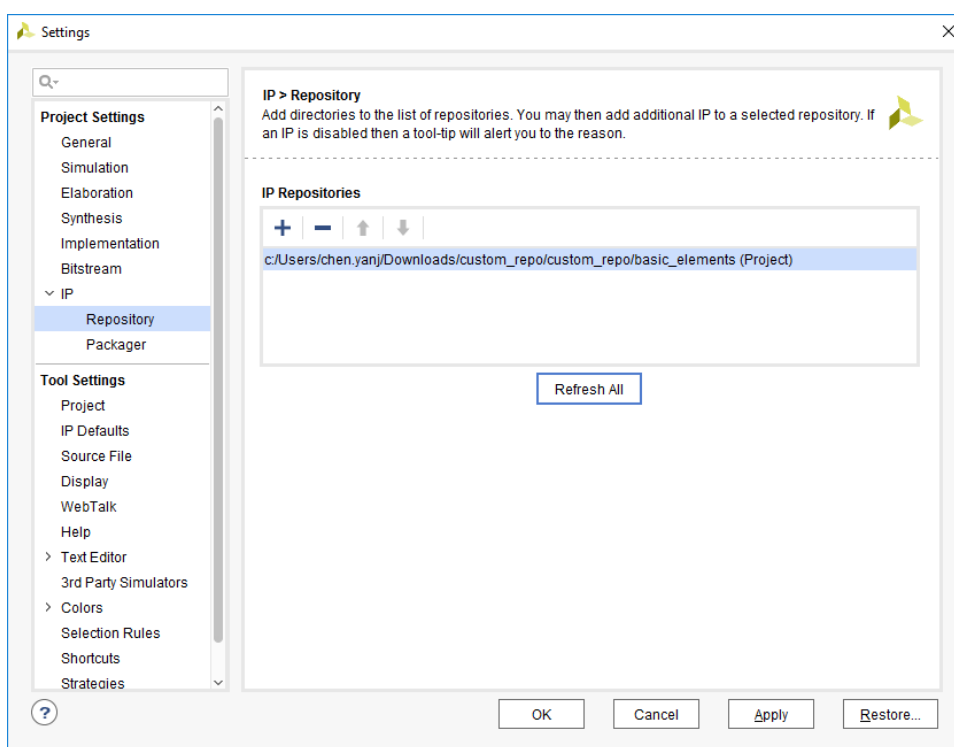 Settings
Project Settings
General
Simulation
Elaboration
Synthesis
Implementation
Bitstream
IP
Repository
Packager
Tool Settings
Project
IP Defaults
Source File
Display
WebTalk
Help
Text Editor
3rd Party Simulators
Colors
Selection Rules
Shortcuts
Strategies
IP > Repository
Add directories to the list of repositories. You may then add additional IP to a selected repository. If
an IP is disabled then a tool-tip will alert you to the reason.
IP Repositories
c:/Users/chen.yanj/Downloads/custom_repo/custom_repo/basic_elements (Project)
Refresh All
?
OK
Cancel
Apply
Restore...